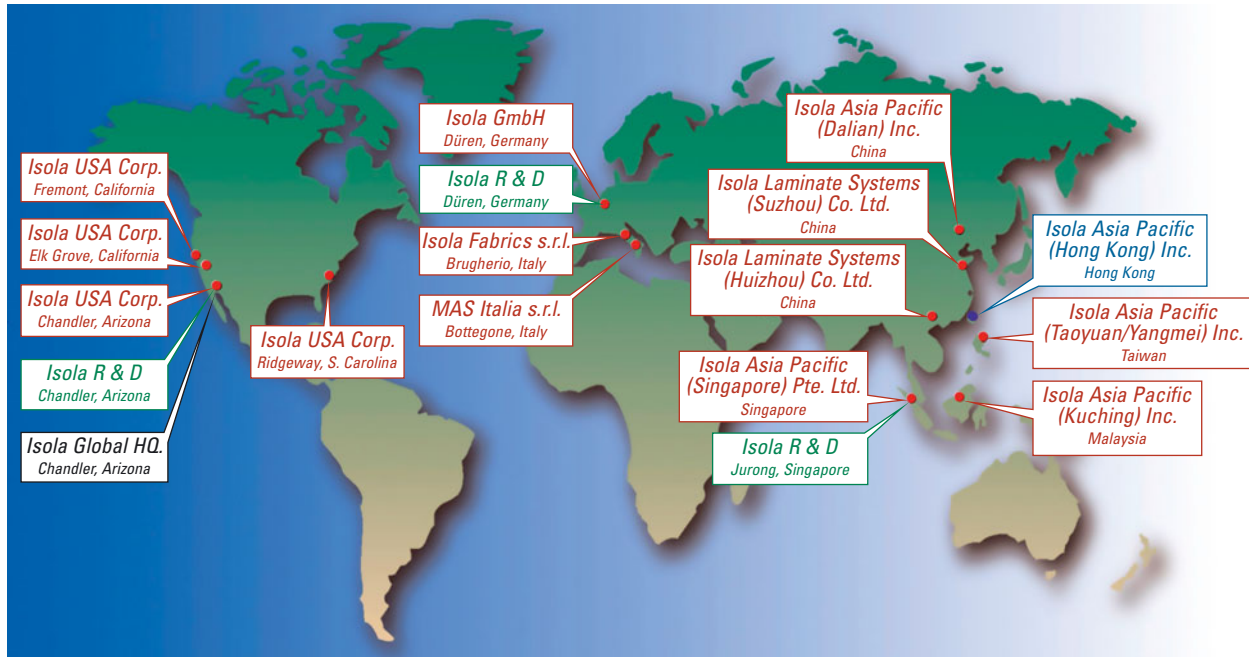 Isola USA Corp.
Fremont, California
Isola USA Corp.
Elk Grove, California
Isola USA Corp.
Chandler, Arizona
Isola R & D
Chandler, Arizona
Isola Global HQ.
Chandler, Arizona
Isola USA Corp.
Ridgeway, S. Carolina
Isola GmbH
Düren, Germany
Isola R & D
Düren, Germany
Isola Fabrics s.r.l.
Brugherio, Italy
MAS Italia s.r.l.
Bottegone, Italy
Isola Asia Pacific
(Dalian) Inc.
China
Isola Laminate Systems
(Suzhou) Co. Ltd.
China
Isola Laminate Systems
(Huizhou) Co. Ltd.
China
Isola Asia Pacific
(Hong Kong) Inc.
Hong Kong
Isola Asia Pacific
(Taoyuan/Yangmei) Inc.
Taiwan
Isola Asia Pacific
(Singapore) Pte. Ltd.
Singapore
Isola Asia Pacific
(Kuching) Inc.
Malaysia
Isola R & D
Jurong, Singapore